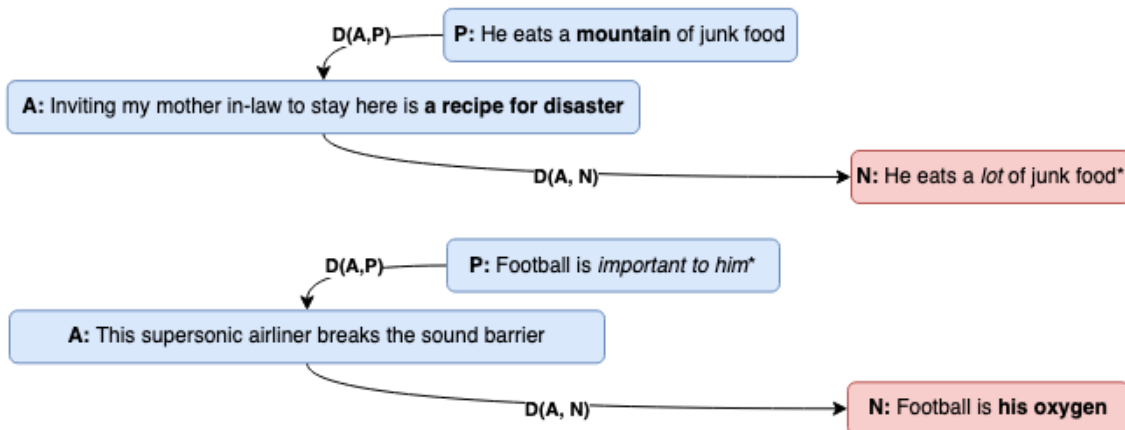 D(A,P)
P: He eats a mountain of junk food
A: Inviting my mother in-law to stay here is a recipe for disaster
D(A, N)
N: He eats a lot of junk food*
D(A,P)
P: Football is important to him*
A: This supersonic airliner breaks the sound barrier
D(A, N)
N: Football is his oxygen